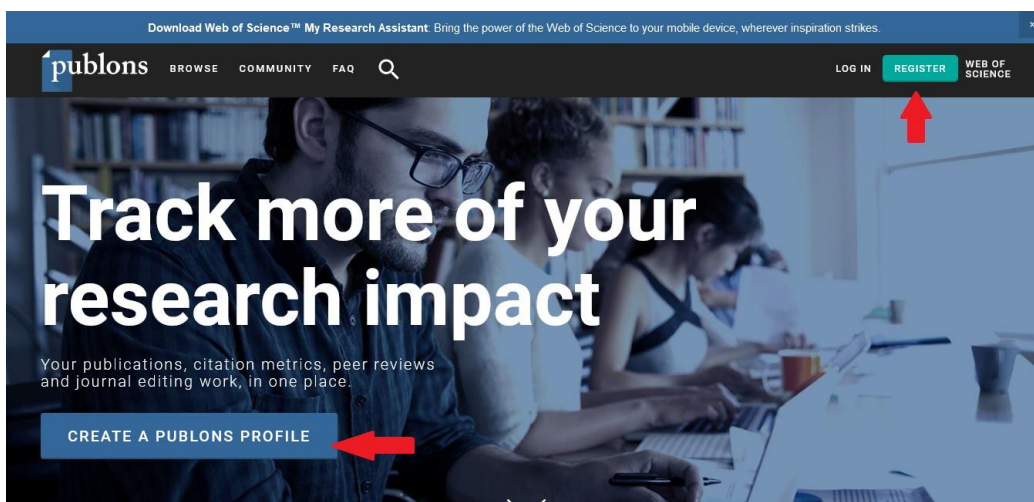 Download Web of Science™ My Research Assistant: Bring the power of the Web of Science to your mobile device, wherever inspiration strikes.
publons BROWSE COMMUNITY FAQ LOG IN REGISTER WEB OF
SCIENCE
Track more of your
research impact
Your publications, citation metrics, peer reviews
and journal editing work, in one place.
CREATE A PUBLONS PROFILE